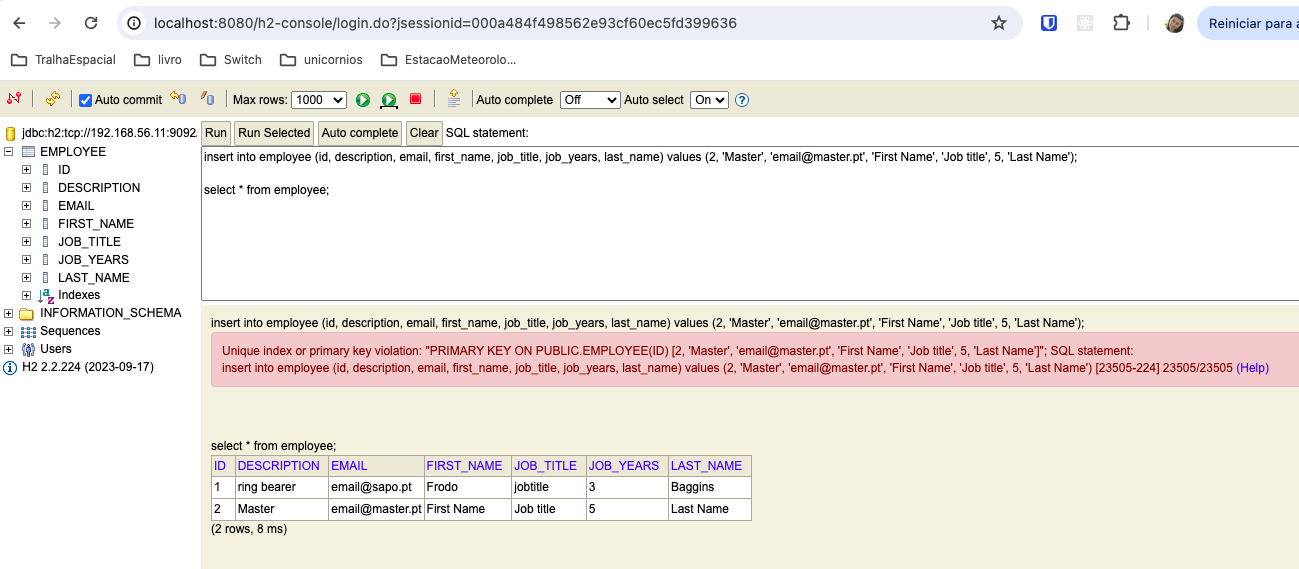 localhost:8080/h2-console/login.do?jsessionid=000a484f498562e93cf60ec5fd399636
Reiniciar para a
TralhaEspacial livro Switch unicornios EstacaoMeteorolo...
Auto commit Max rows: 1000 Auto complete Off Auto select On
jdbc:h2:tcp://192.168.56.11:9092
EMPLOYEE
ID
DESCRIPTION
EMAIL
FIRST_NAME
JOB_TITLE
JOB_YEARS
LAST_NAME
Indexes
INFORMATION_SCHEMA
Sequences
Users
H2 2.2.224 (2023-09-17)
Run Run Selected Auto complete Clear SQL statement:
insert into employee (id, description, email, first_name, job_title, job_years, last_name) values (2, 'Master', 'email@master.pt', 'First Name', 'Job title', 5, 'Last Name');
select * from employee;
insert into employee (id, description, email, first_name, job_title, job_years, last_name) values (2, 'Master', 'email@master.pt', 'First Name', 'Job title', 5, 'Last Name');
Unique index or primary key violation: "PRIMARY KEY ON PUBLIC.EMPLOYEE(ID) [2, 'Master', 'email@master.pt', 'First Name', 'Job title', 5, 'Last Name']"; SQL statement:
insert into employee (id, description, email, first_name, job_title, job_years, last_name) values (2, 'Master', 'email@master.pt', 'First Name', 'Job title', 5, 'Last Name') [23505-224] 23505/23505 (Help)
select * from employee;
ID DESCRIPTION EMAIL FIRST_NAME JOB_TITLE JOB_YEARS LAST_NAME
1 ring bearer email@sapo.pt Frodo jobtitle 3 Baggins
2 Master email@master.pt First Name Job title 5 Last Name
(2 rows, 8 ms)